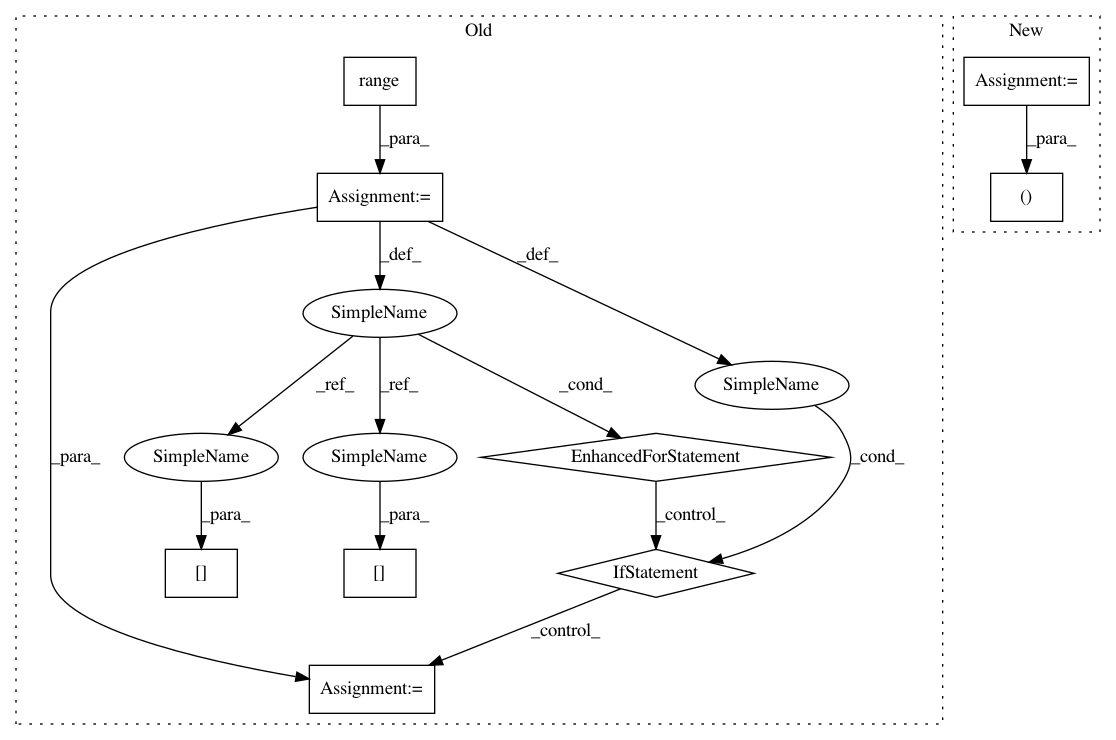 Old
New
range
Assignment:=
_para_
_para_
Assignment:=
()
_def_
_def_
SimpleName
SimpleName
_ref_
_ref_
_cond_
_para_
SimpleName
SimpleName
EnhancedForStatement
_cond_
_para_
_para_
_control_
[]
[]
IfStatement
_control_
Assignment:=